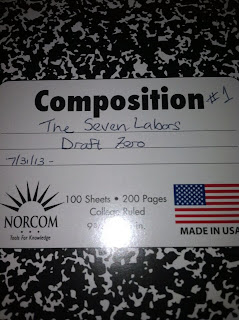 Composition #1
The Seven Labors
Draft Zero
7/31/13 -
NORCOM
Tools For Knowledge
100 Sheets • 200 Pages
College Ruled
in.
MADE IN USA